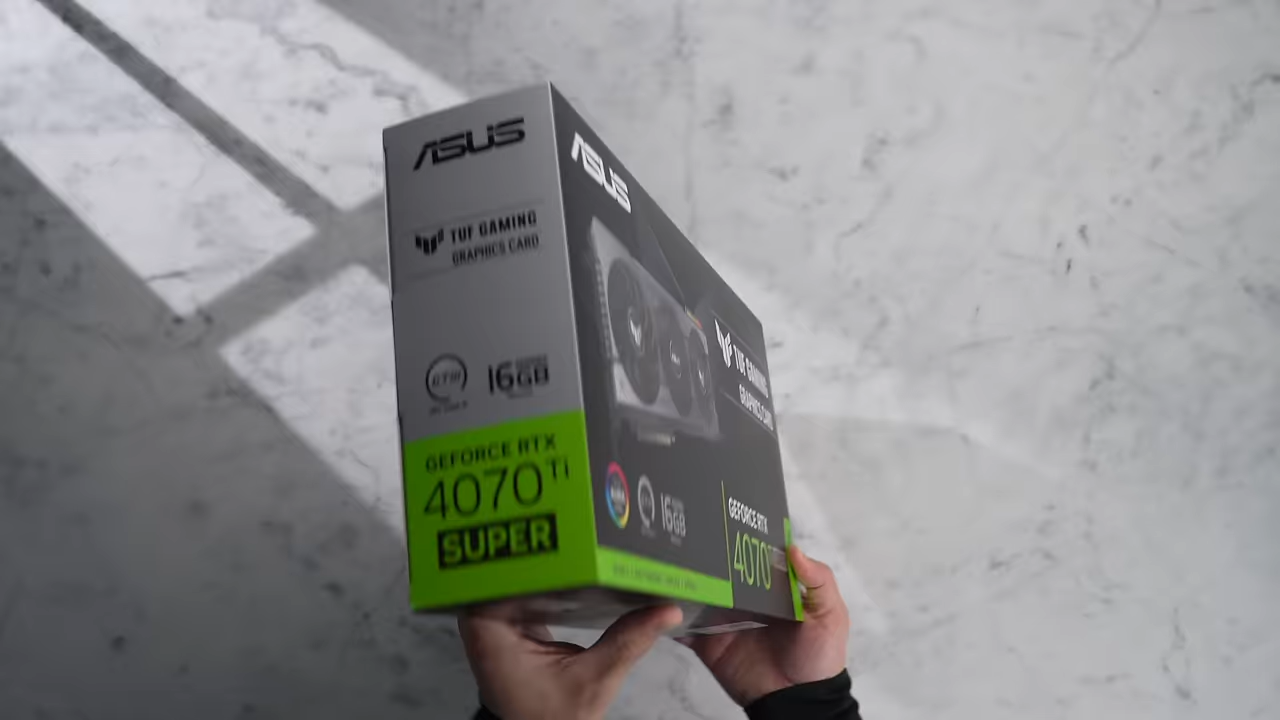 ASUS
TUF GAMING
GRAPHICS CARD
16GB
GEFORCE RTX
4070 Ti
SUPER
ASUS
TUF GAMING
GRAPHICS CARD
16GB
GEFORCE RTX
4070